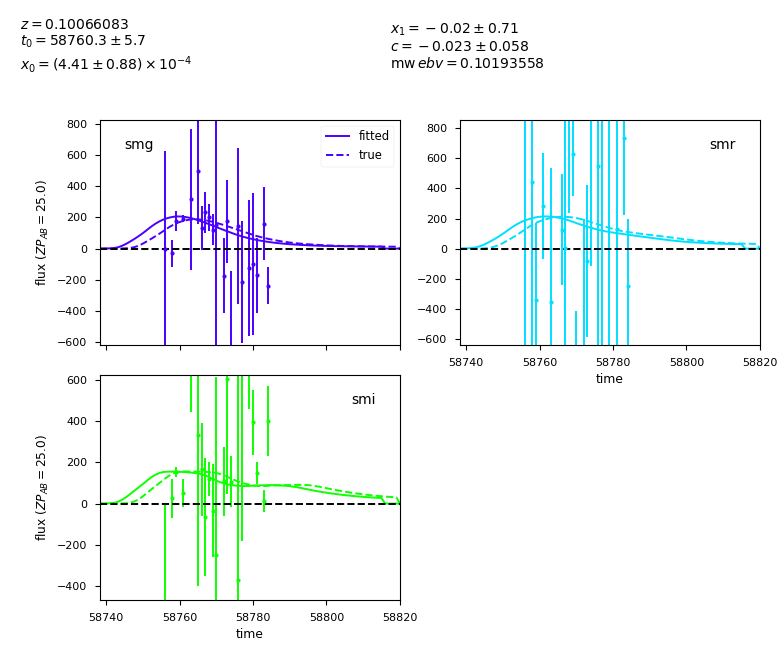 z = 0.10066083
t₀ = 58760.3 ± 5.7
x₀ = (4.41 ± 0.88) × 10⁻⁴
x₁ = −0.02 ± 0.71
c = −0.023 ± 0.058
mw ebv = 0.10193558
smg
fitted
true
800
600
400
200
0
−200
−400
−600
flux (ZP_AB = 25.0)
smr
800
600
400
200
0
−200
−400
−600
58740 58760 58780 58800 58820
time
smi
600
400
200
0
−200
−400
flux (ZP_AB = 25.0)
58740 58760 58780 58800 58820
time